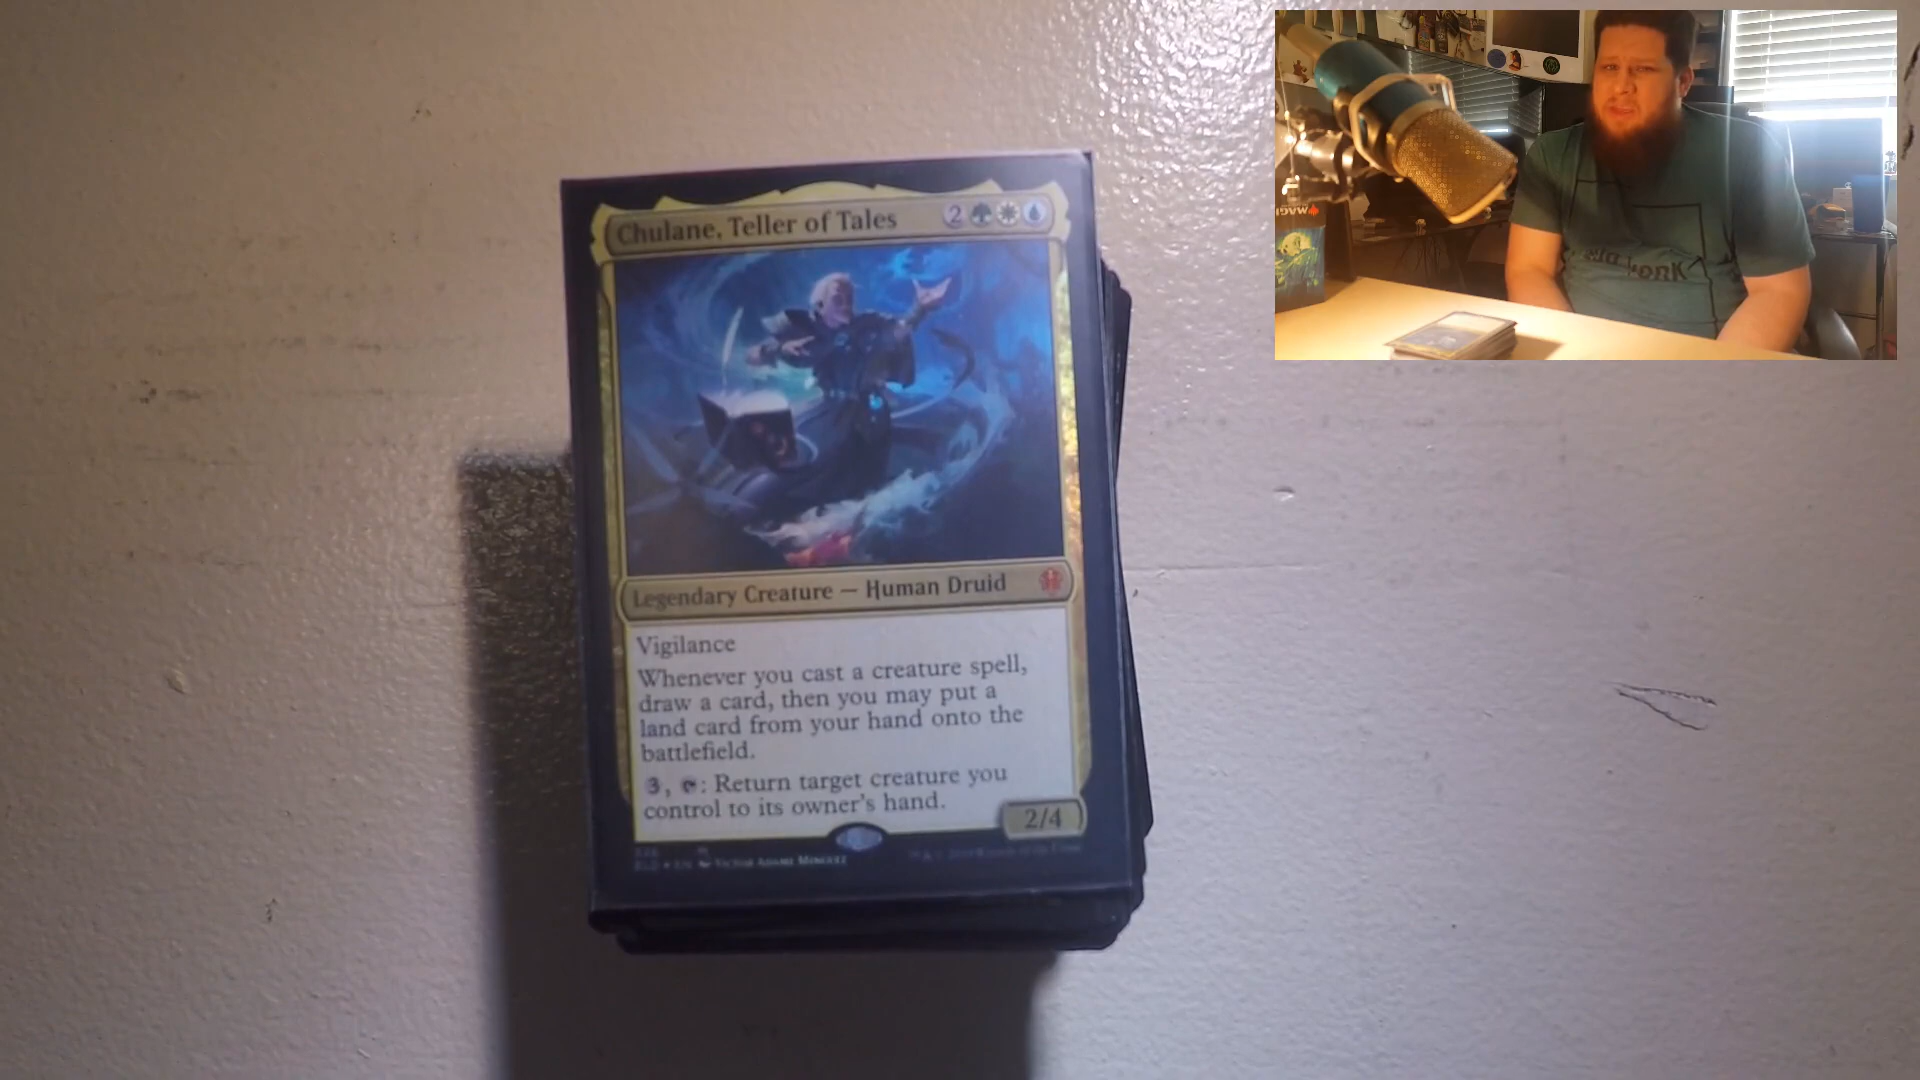 Chulane, Teller of Tales 2
Legendary Creature — Human Druid
Vigilance
Whenever you cast a creature spell,
draw a card, then you may put a
land card from your hand onto the
battlefield.
3, : Return target creature you
control to its owner's hand.
2/4